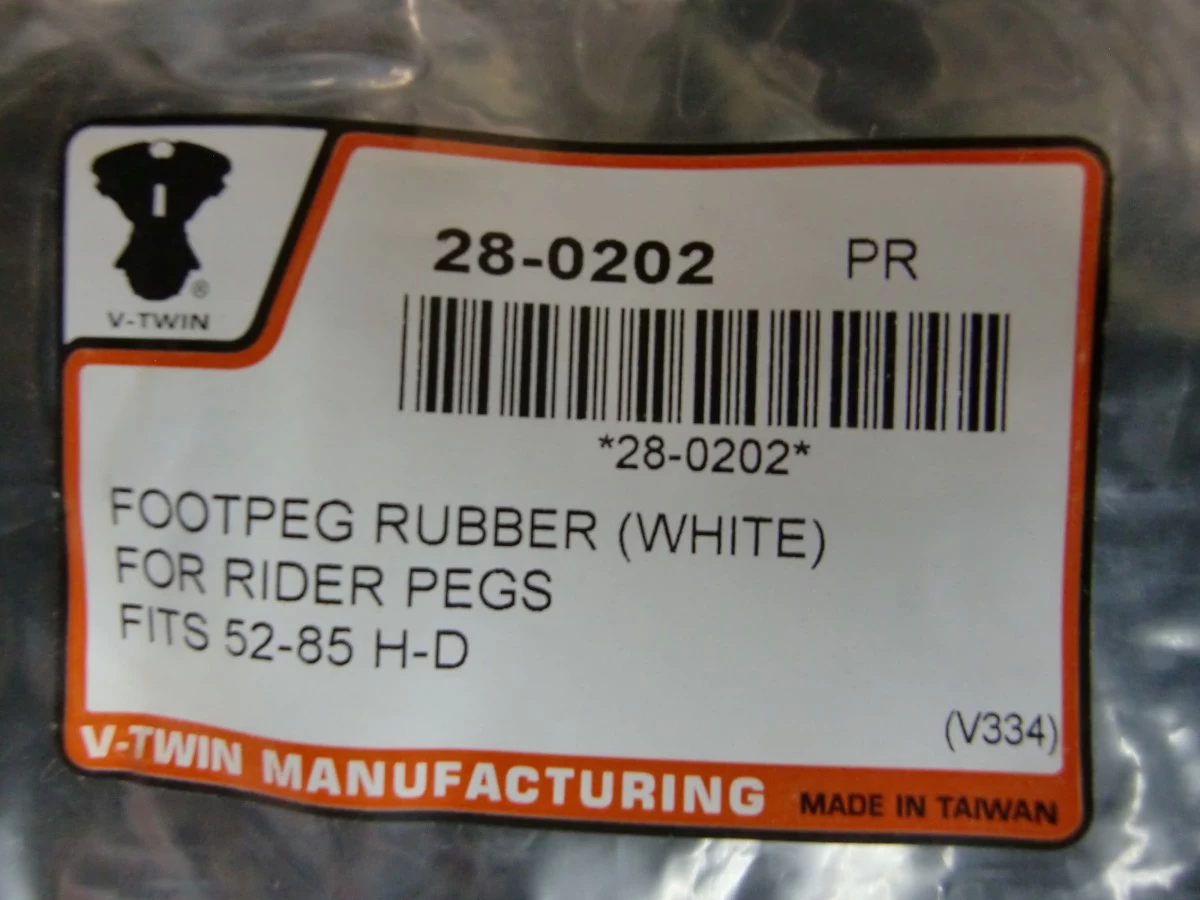 28-0202 PR
®
V-TWIN
*28-0202*
FOOTPEG RUBBER (WHITE)
FOR RIDER PEGS
FITS 52-85 H-D
(V334)
V-TWIN MANUFACTURING MADE IN TAIWAN